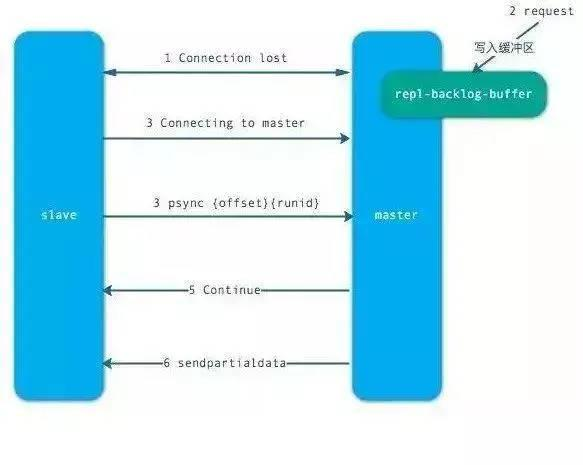 2 request
写入缓冲区
1 Connection lost
repl-backlog-buffer
3 Connecting to master
slave
3 psync {offset}{runid}
master
5 Continue
6 sendpartialdata